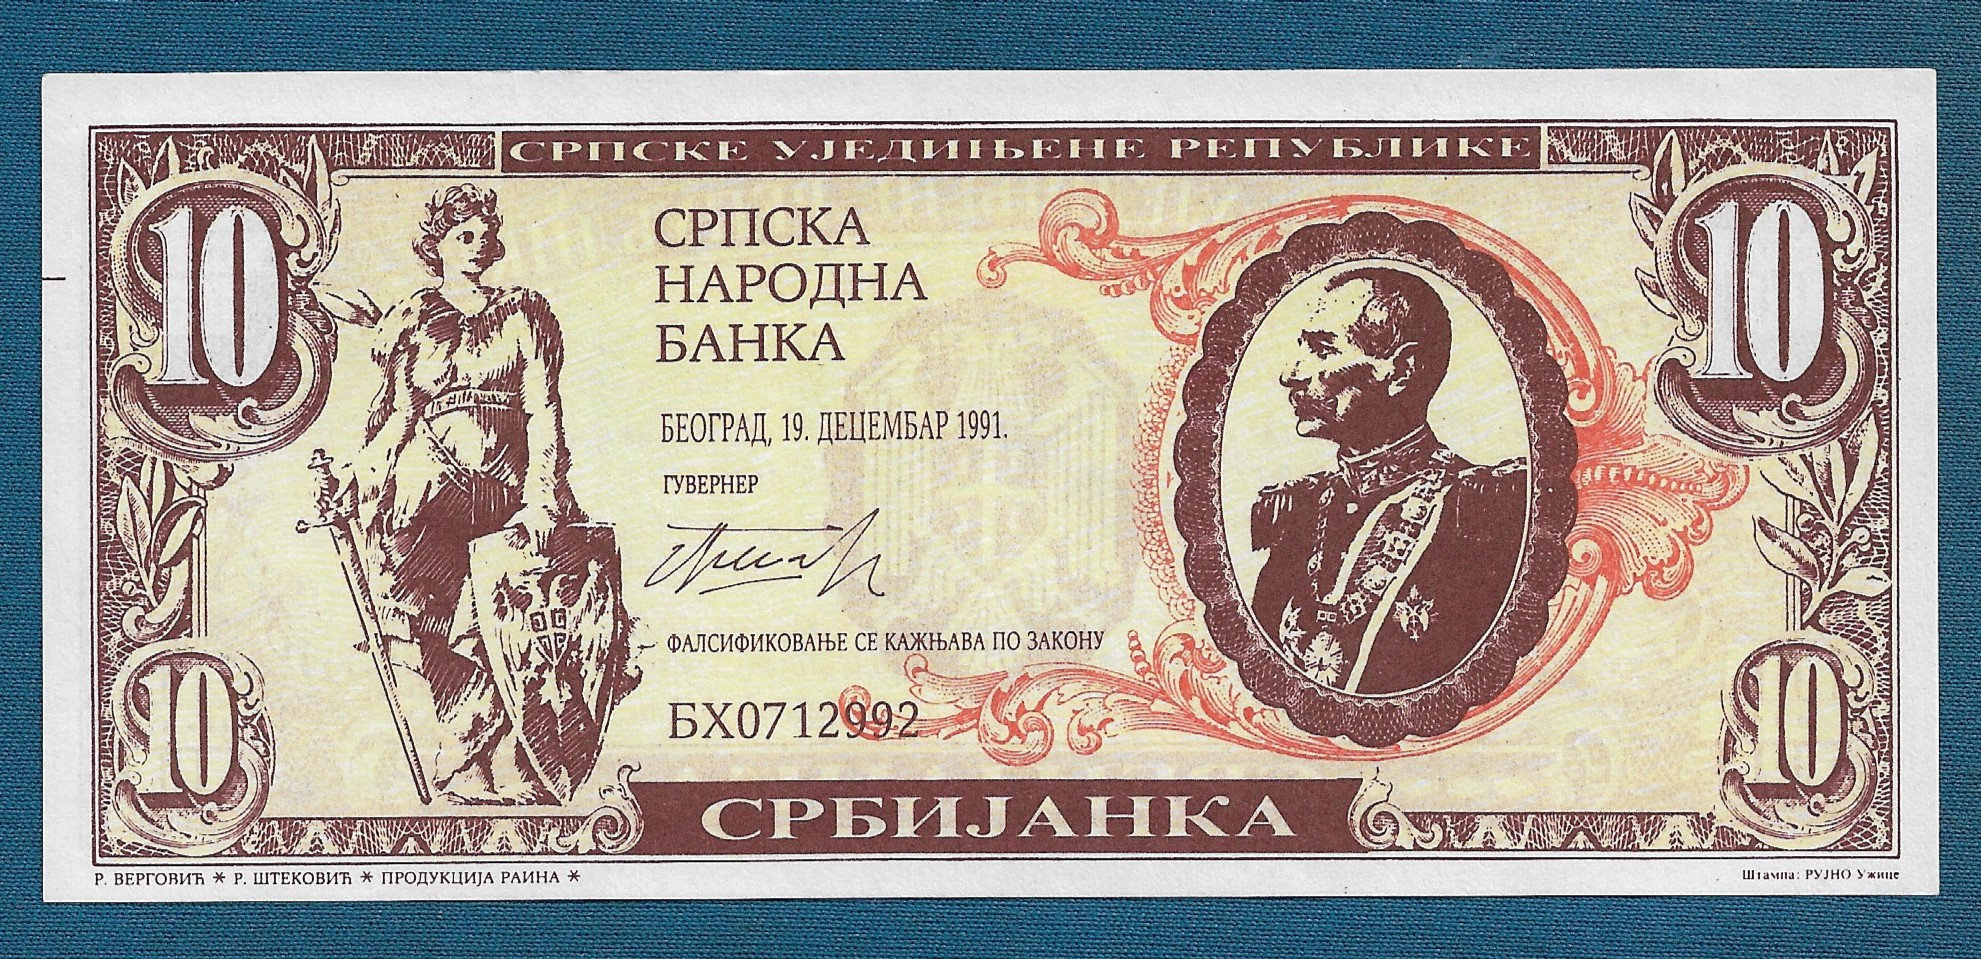 СРПСКЕ УЈЕДИЊЕНЕ РЕПУБЛИКЕ
10
10
СРПСКА
НАРОДНА
БАНКА
БЕОГРАД, 19. ДЕЦЕМБАР 1991.
ГУВЕРНЕР
ФАЛСИФИКОВАЊЕ СЕ КАЖЊАВА ПО ЗАКОНУ
БХ0712992
10
10
СРБИЈАНКА
Р. ВЕРГОВИЋ * Р. ШТЕКОВИЋ * ПРОДУКЦИЈА РАИНА *
Штампа: РУЈНО Ужице